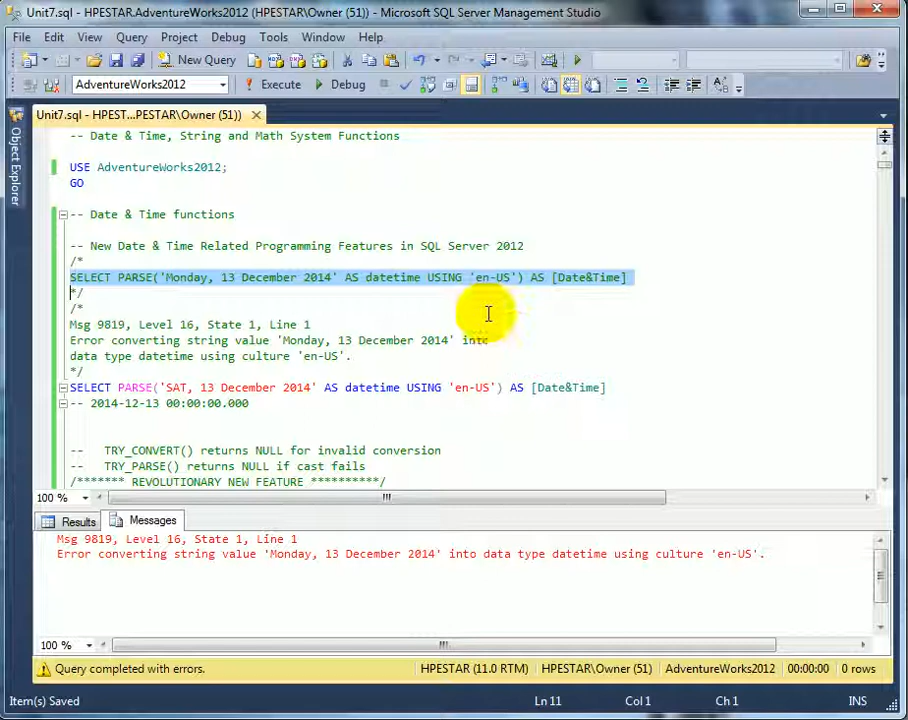 Unit7.sql - HPESTAR.AdventureWorks2012 (HPESTAR\Owner (51)) - Microsoft SQL Server Management Studio
File Edit View Query Project Debug Tools Window Help
New Query
AdventureWorks2012 Execute Debug
Unit7.sql - HPEST...PESTAR\Owner (51))
Object Explorer
-- Date & Time, String and Math System Functions
USE AdventureWorks2012;
GO
-- Date & Time functions
-- New Date & Time Related Programming Features in SQL Server 2012
/*
SELECT PARSE('Monday, 13 December 2014' AS datetime USING 'en-US') AS [Date&Time]
*/
/*
Msg 9819, Level 16, State 1, Line 1
Error converting string value 'Monday, 13 December 2014' into
data type datetime using culture 'en-US'.
*/
SELECT PARSE('SAT, 13 December 2014' AS datetime USING 'en-US') AS [Date&Time]
-- 2014-12-13 00:00:00.000
-- TRY_CONVERT() returns NULL for invalid conversion
-- TRY_PARSE() returns NULL if cast fails
/******* REVOLUTIONARY NEW FEATURE **********/
100 %
Results Messages
Msg 9819, Level 16, State 1, Line 1
Error converting string value 'Monday, 13 December 2014' into data type datetime using culture 'en-US'.
100 %
Query completed with errors. HPESTAR (11.0 RTM) HPESTAR\Owner (51) AdventureWorks2012 00:00:00 0 rows
Item(s) Saved Ln 11 Col 1 Ch 1 INS